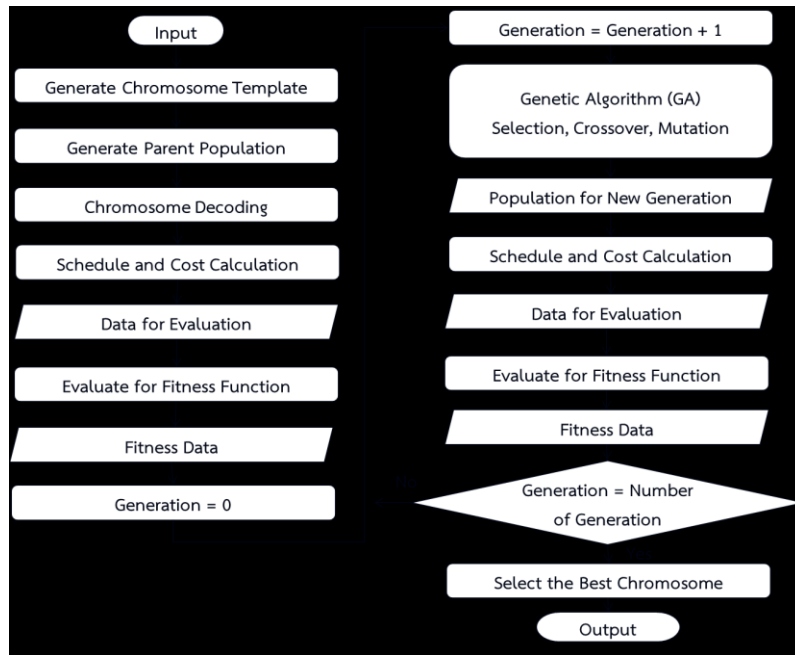 Input
Generate Chromosome Template
Generate Parent Population
Chromosome Decoding
Schedule and Cost Calculation
Data for Evaluation
Evaluate for Fitness Function
Fitness Data
Generation = 0
Generation = Generation + 1
Genetic Algorithm (GA)
Selection, Crossover, Mutation
Population for New Generation
Schedule and Cost Calculation
Data for Evaluation
Evaluate for Fitness Function
Fitness Data
No
Generation = Number
of Generation
Select the Best Chromosome
Output